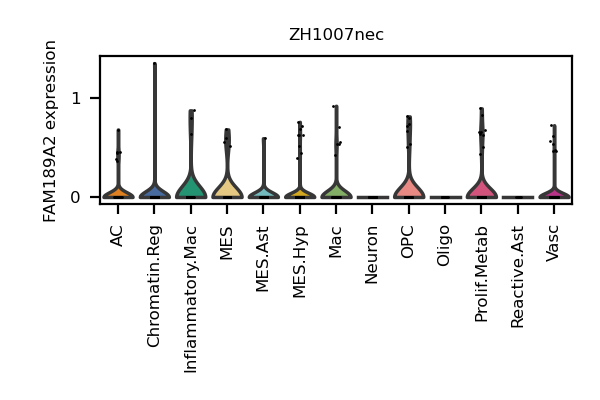 ZH1007nec
FAM189A2 expression
1
0
AC
Chromatin.Reg
Inflammatory.Mac
MES
MES.Ast
MES.Hyp
Mac
Neuron
OPC
Oligo
Prolif.Metab
Reactive.Ast
Vasc